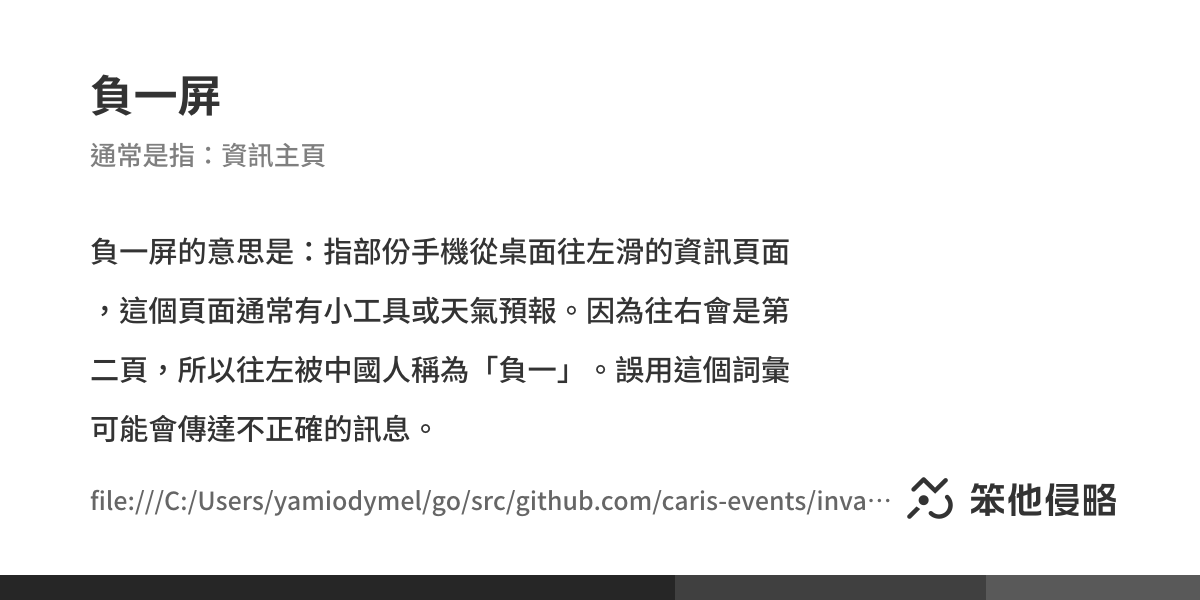 負一屏
通常是指：資訊主頁
負一屏的意思是：指部份手機從桌面往左滑的資訊頁面
，這個頁面通常有小工具或天氣預報。因為往右會是第
二頁，所以往左被中國人稱為「負一」。誤用這個詞彙
可能會傳達不正確的訊息。
file:///C:/Users/yamiodymel/go/src/github.com/caris-events/inva…
笨他侵略